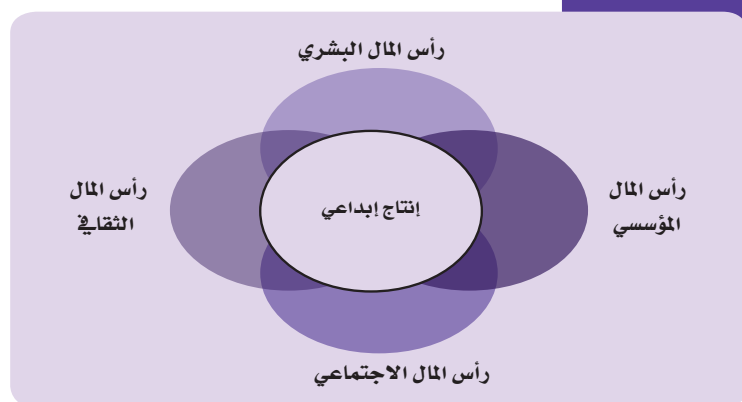 رأس المال البشري
رأس المال
المؤسسي
إنتاج إبداعي
رأس المال
الثقافي
رأس المال الاجتماعي